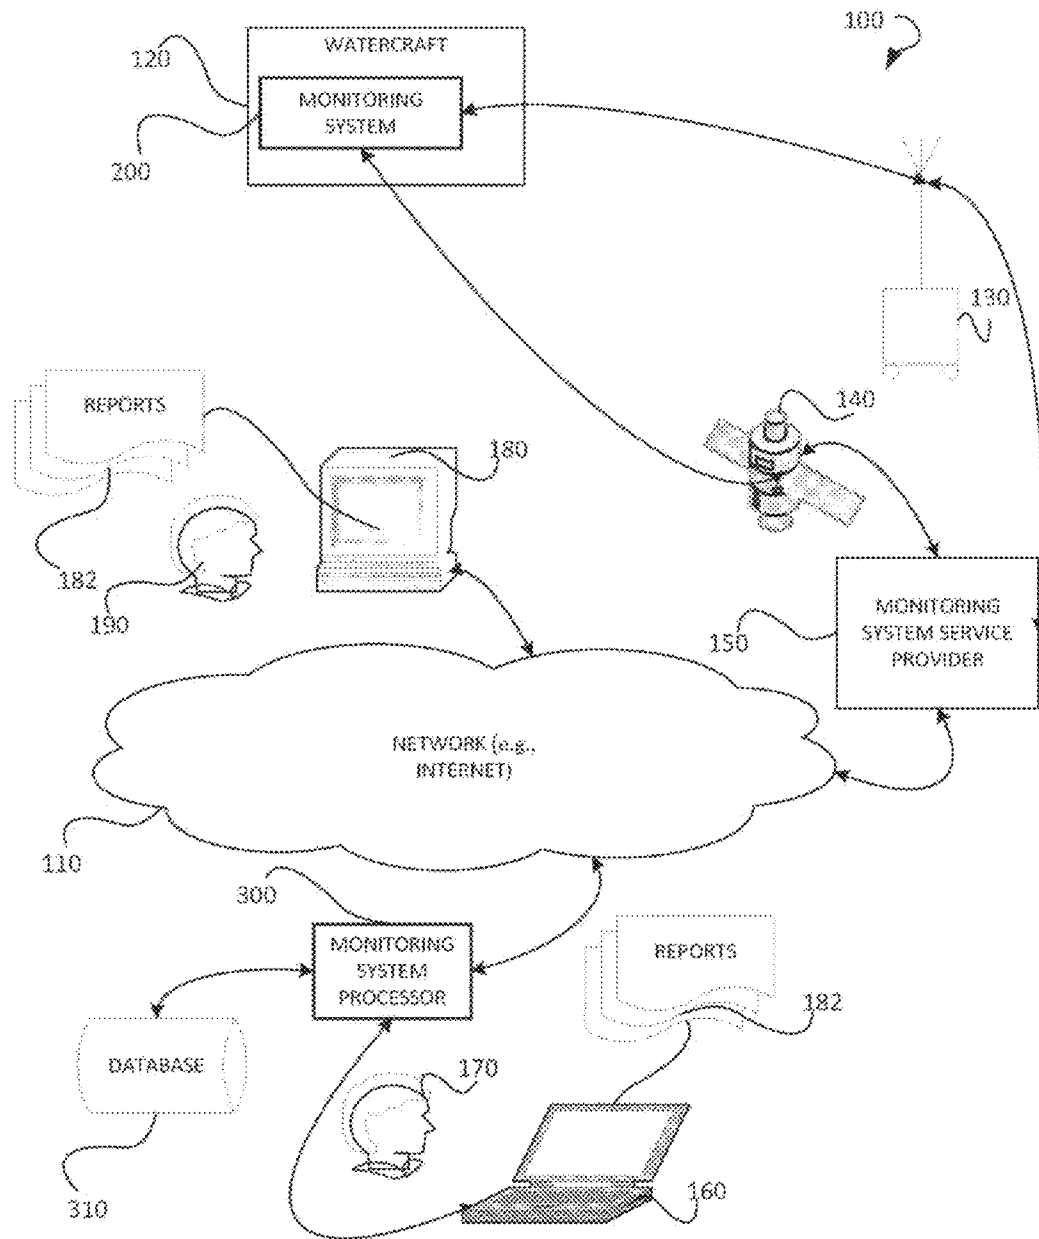 100
WATERCRAFT
120
MONITORING
SYSTEM
200
130
REPORTS
140
180
182
190
MONITORING
SYSTEM SERVICE
PROVIDER
150
NETWORK (e.g.,
INTERNET)
110
300
MONITORING
SYSTEM
PROCESSOR
REPORTS
182
DATABASE
170
310
160